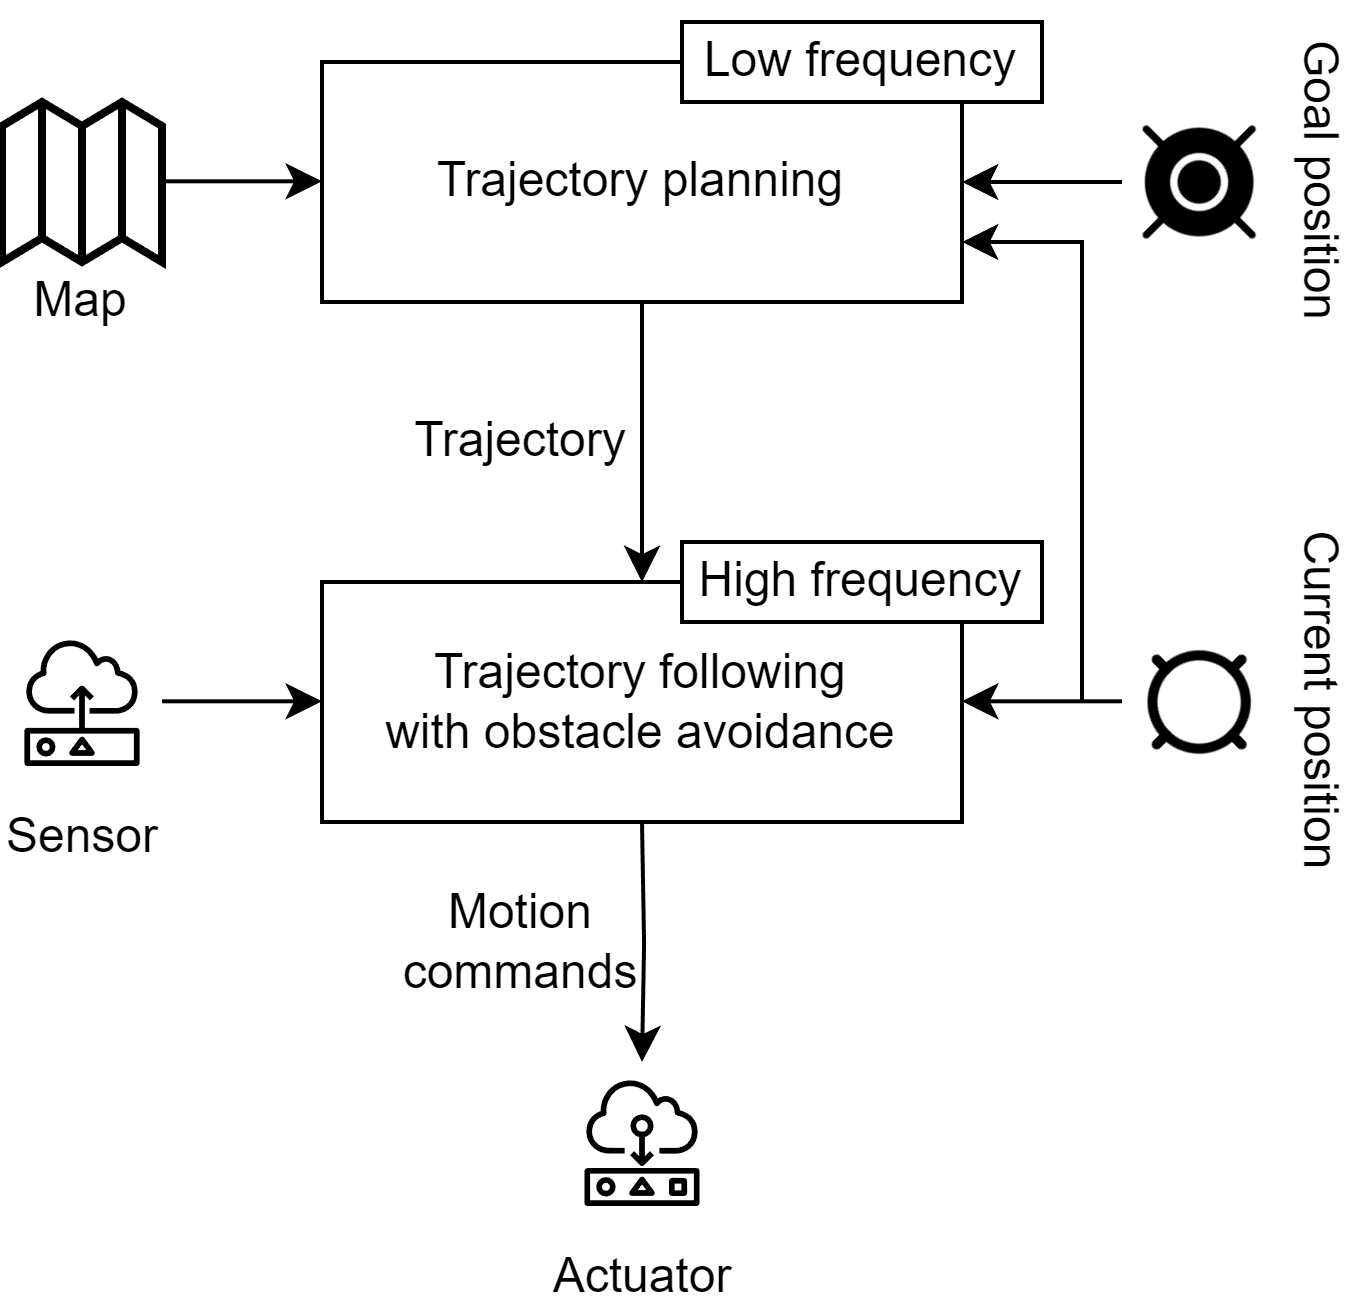 Low frequency
Goal position
Trajectory planning
Map
Trajectory
High frequency
Current position
Trajectory following
with obstacle avoidance
Sensor
Motion
commands
Actuator